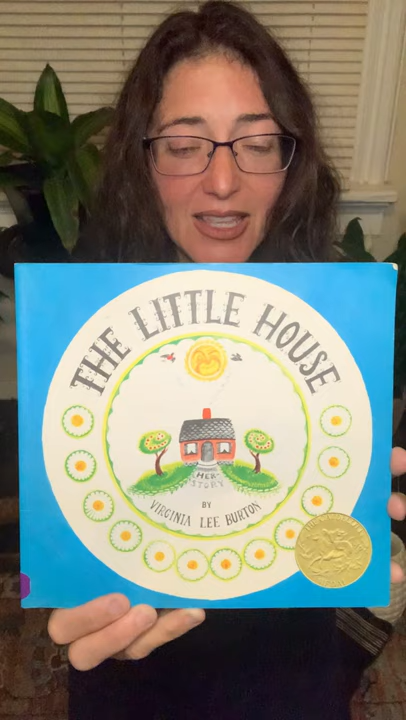 THE LITTLE HOUSE
HER-
STORY
BY
VIRGINIA LEE BURTON